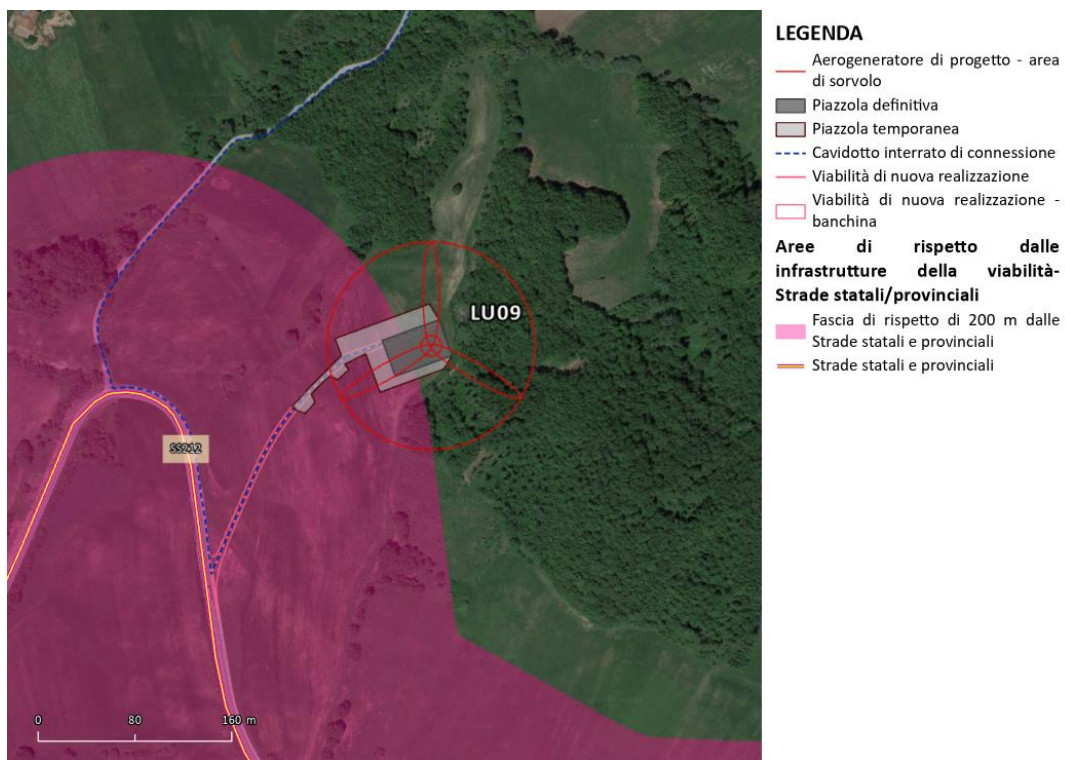 LU09
SS212
0 80 160 m
LEGENDA
Aerogeneratore di progetto - area
di sorvolo
Piazzola definitiva
Piazzola temporanea
Cavidotto interrato di connessione
Viabilità di nuova realizzazione
Viabilità di nuova realizzazione -
banchina
Aree di rispetto dalle
infrastrutture della viabilità-
Strade statali/provinciali
Fascia di rispetto di 200 m dalle
Strade statali e provinciali
Strade statali e provinciali